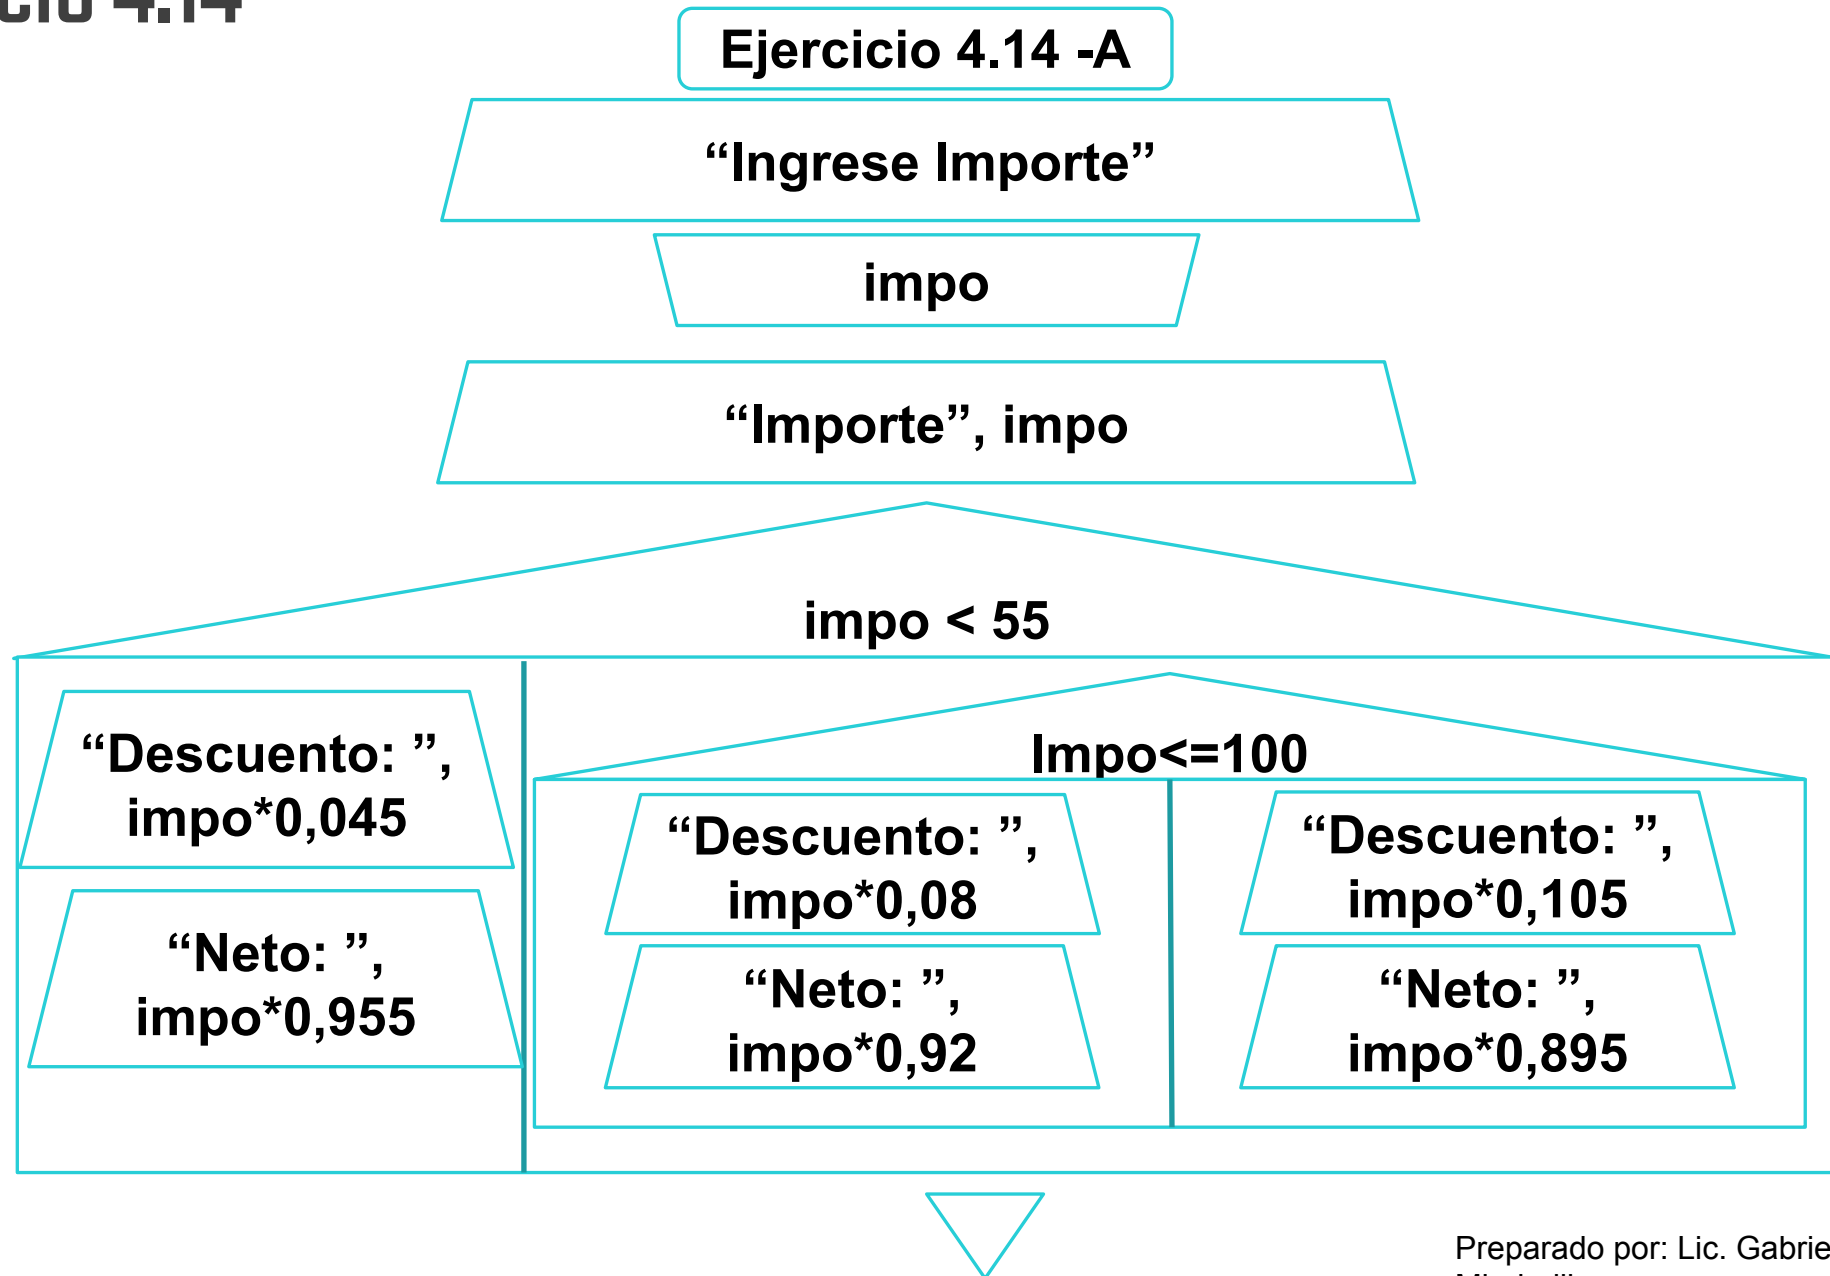 4.14
Ejercicio 4.14 -A
“Ingrese Importe”
impo
“Importe”, impo
impo < 55
“Descuento: ”,
impo*0,045
“Neto: ”,
impo*0,955
Impo<=100
“Descuento: ”,
impo*0,08
“Neto: ”,
impo*0,92
“Descuento: ”,
impo*0,105
“Neto: ”,
impo*0,895
Preparado por: Lic. Gabrie